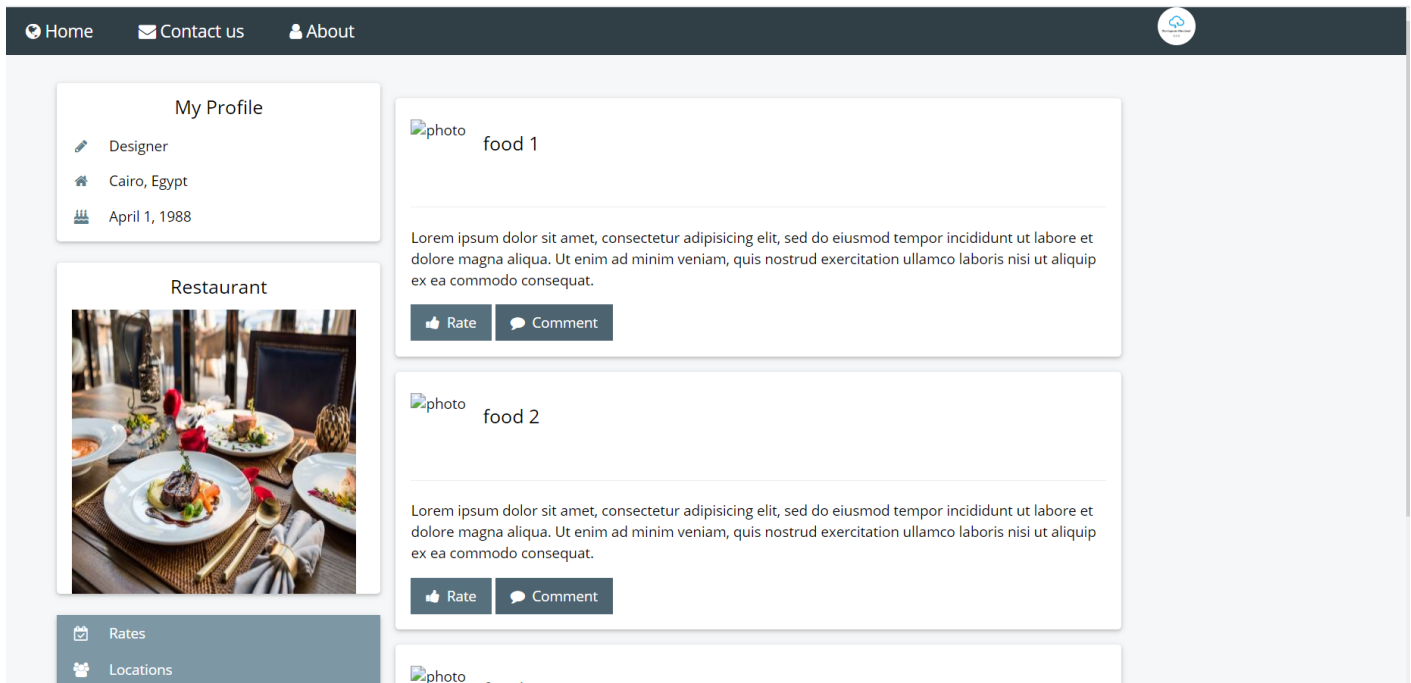 Home Contact us About
My Profile
Designer
Cairo, Egypt
April 1, 1988
Restaurant
Rates
Locations
photo
food 1
Lorem ipsum dolor sit amet, consectetur adipisicing elit, sed do eiusmod tempor incididunt ut labore et
dolore magna aliqua. Ut enim ad minim veniam, quis nostrud exercitation ullamco laboris nisi ut aliquip
ex ea commodo consequat.
Rate Comment
photo
food 2
Lorem ipsum dolor sit amet, consectetur adipisicing elit, sed do eiusmod tempor incididunt ut labore et
dolore magna aliqua. Ut enim ad minim veniam, quis nostrud exercitation ullamco laboris nisi ut aliquip
ex ea commodo consequat.
Rate Comment
photo